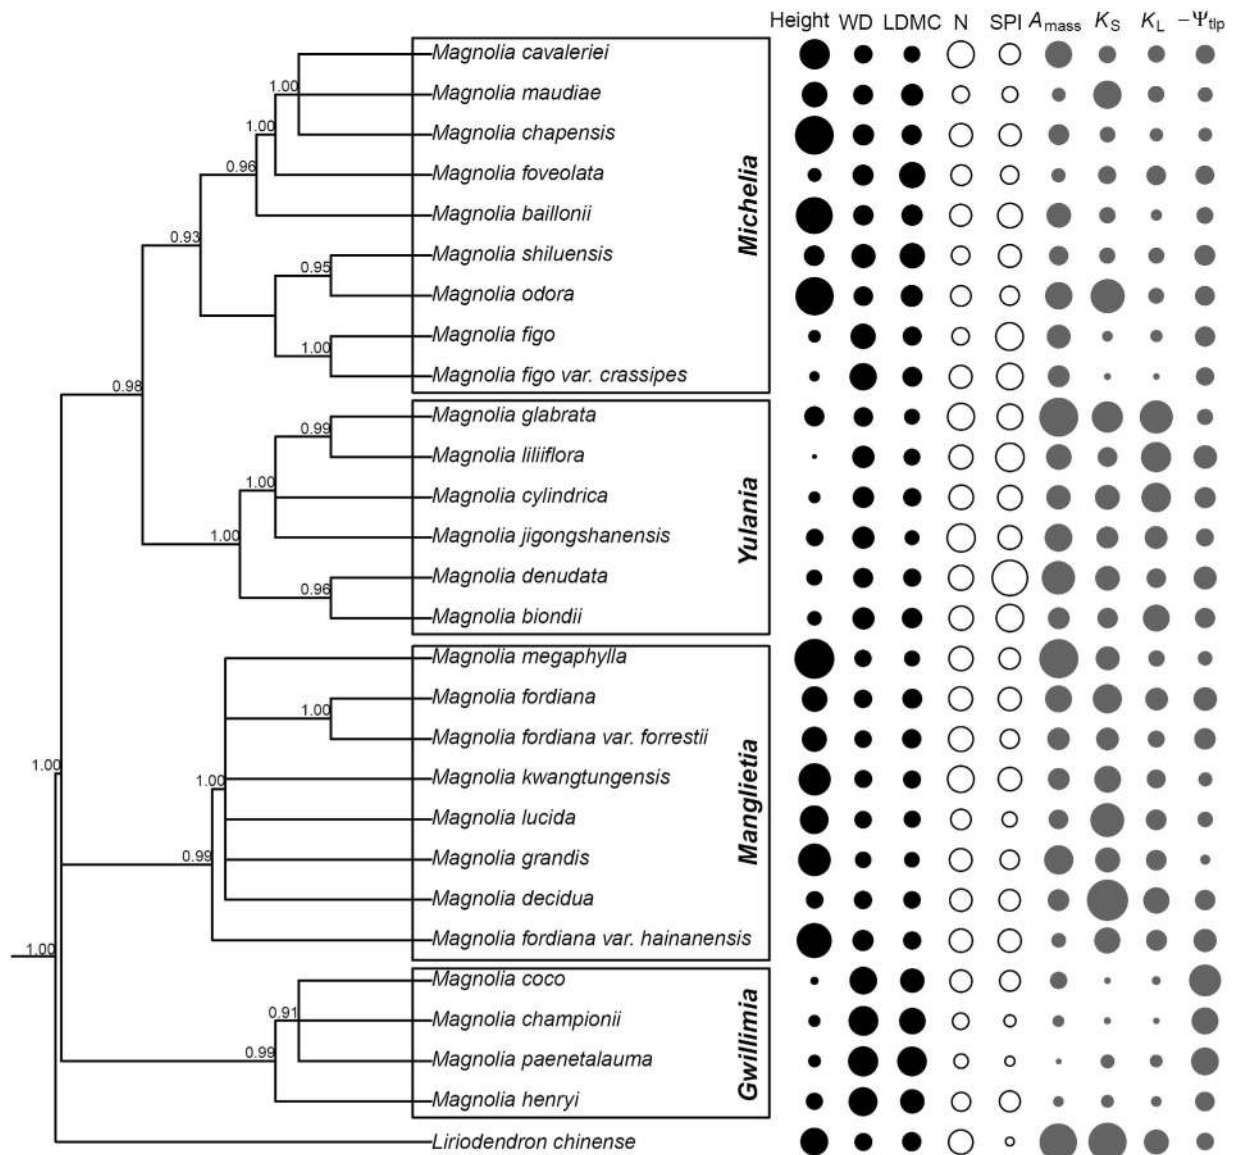 Height WD LDMC N SPI Amass KS KL −Ψtlp
Magnolia cavaleriei
1.00
Magnolia maudiae
1.00
Magnolia chapensis
0.96
Magnolia foveolata
Michelia
Magnolia baillonii
0.93
Magnolia shiluensis
0.95
Magnolia odora
Magnolia figo
1.00
Magnolia figo var. crassipes
0.98
Magnolia glabrata
0.99
Magnolia liliiflora
1.00
Magnolia cylindrica
Yulania
1.00
Magnolia jigongshanensis
Magnolia denudata
0.96
Magnolia biondii
Magnolia megaphylla
Magnolia fordiana
1.00
Magnolia fordiana var. forrestii
1.00
1.00
Magnolia kwangtungensis
Manglietia
Magnolia lucida
0.99
Magnolia grandis
Magnolia decidua
Magnolia fordiana var. hainanensis
1.00
Magnolia coco
0.91
Magnolia championii
Gwillimia
0.99
Magnolia paenetalauma
Magnolia henryi
Liriodendron chinense